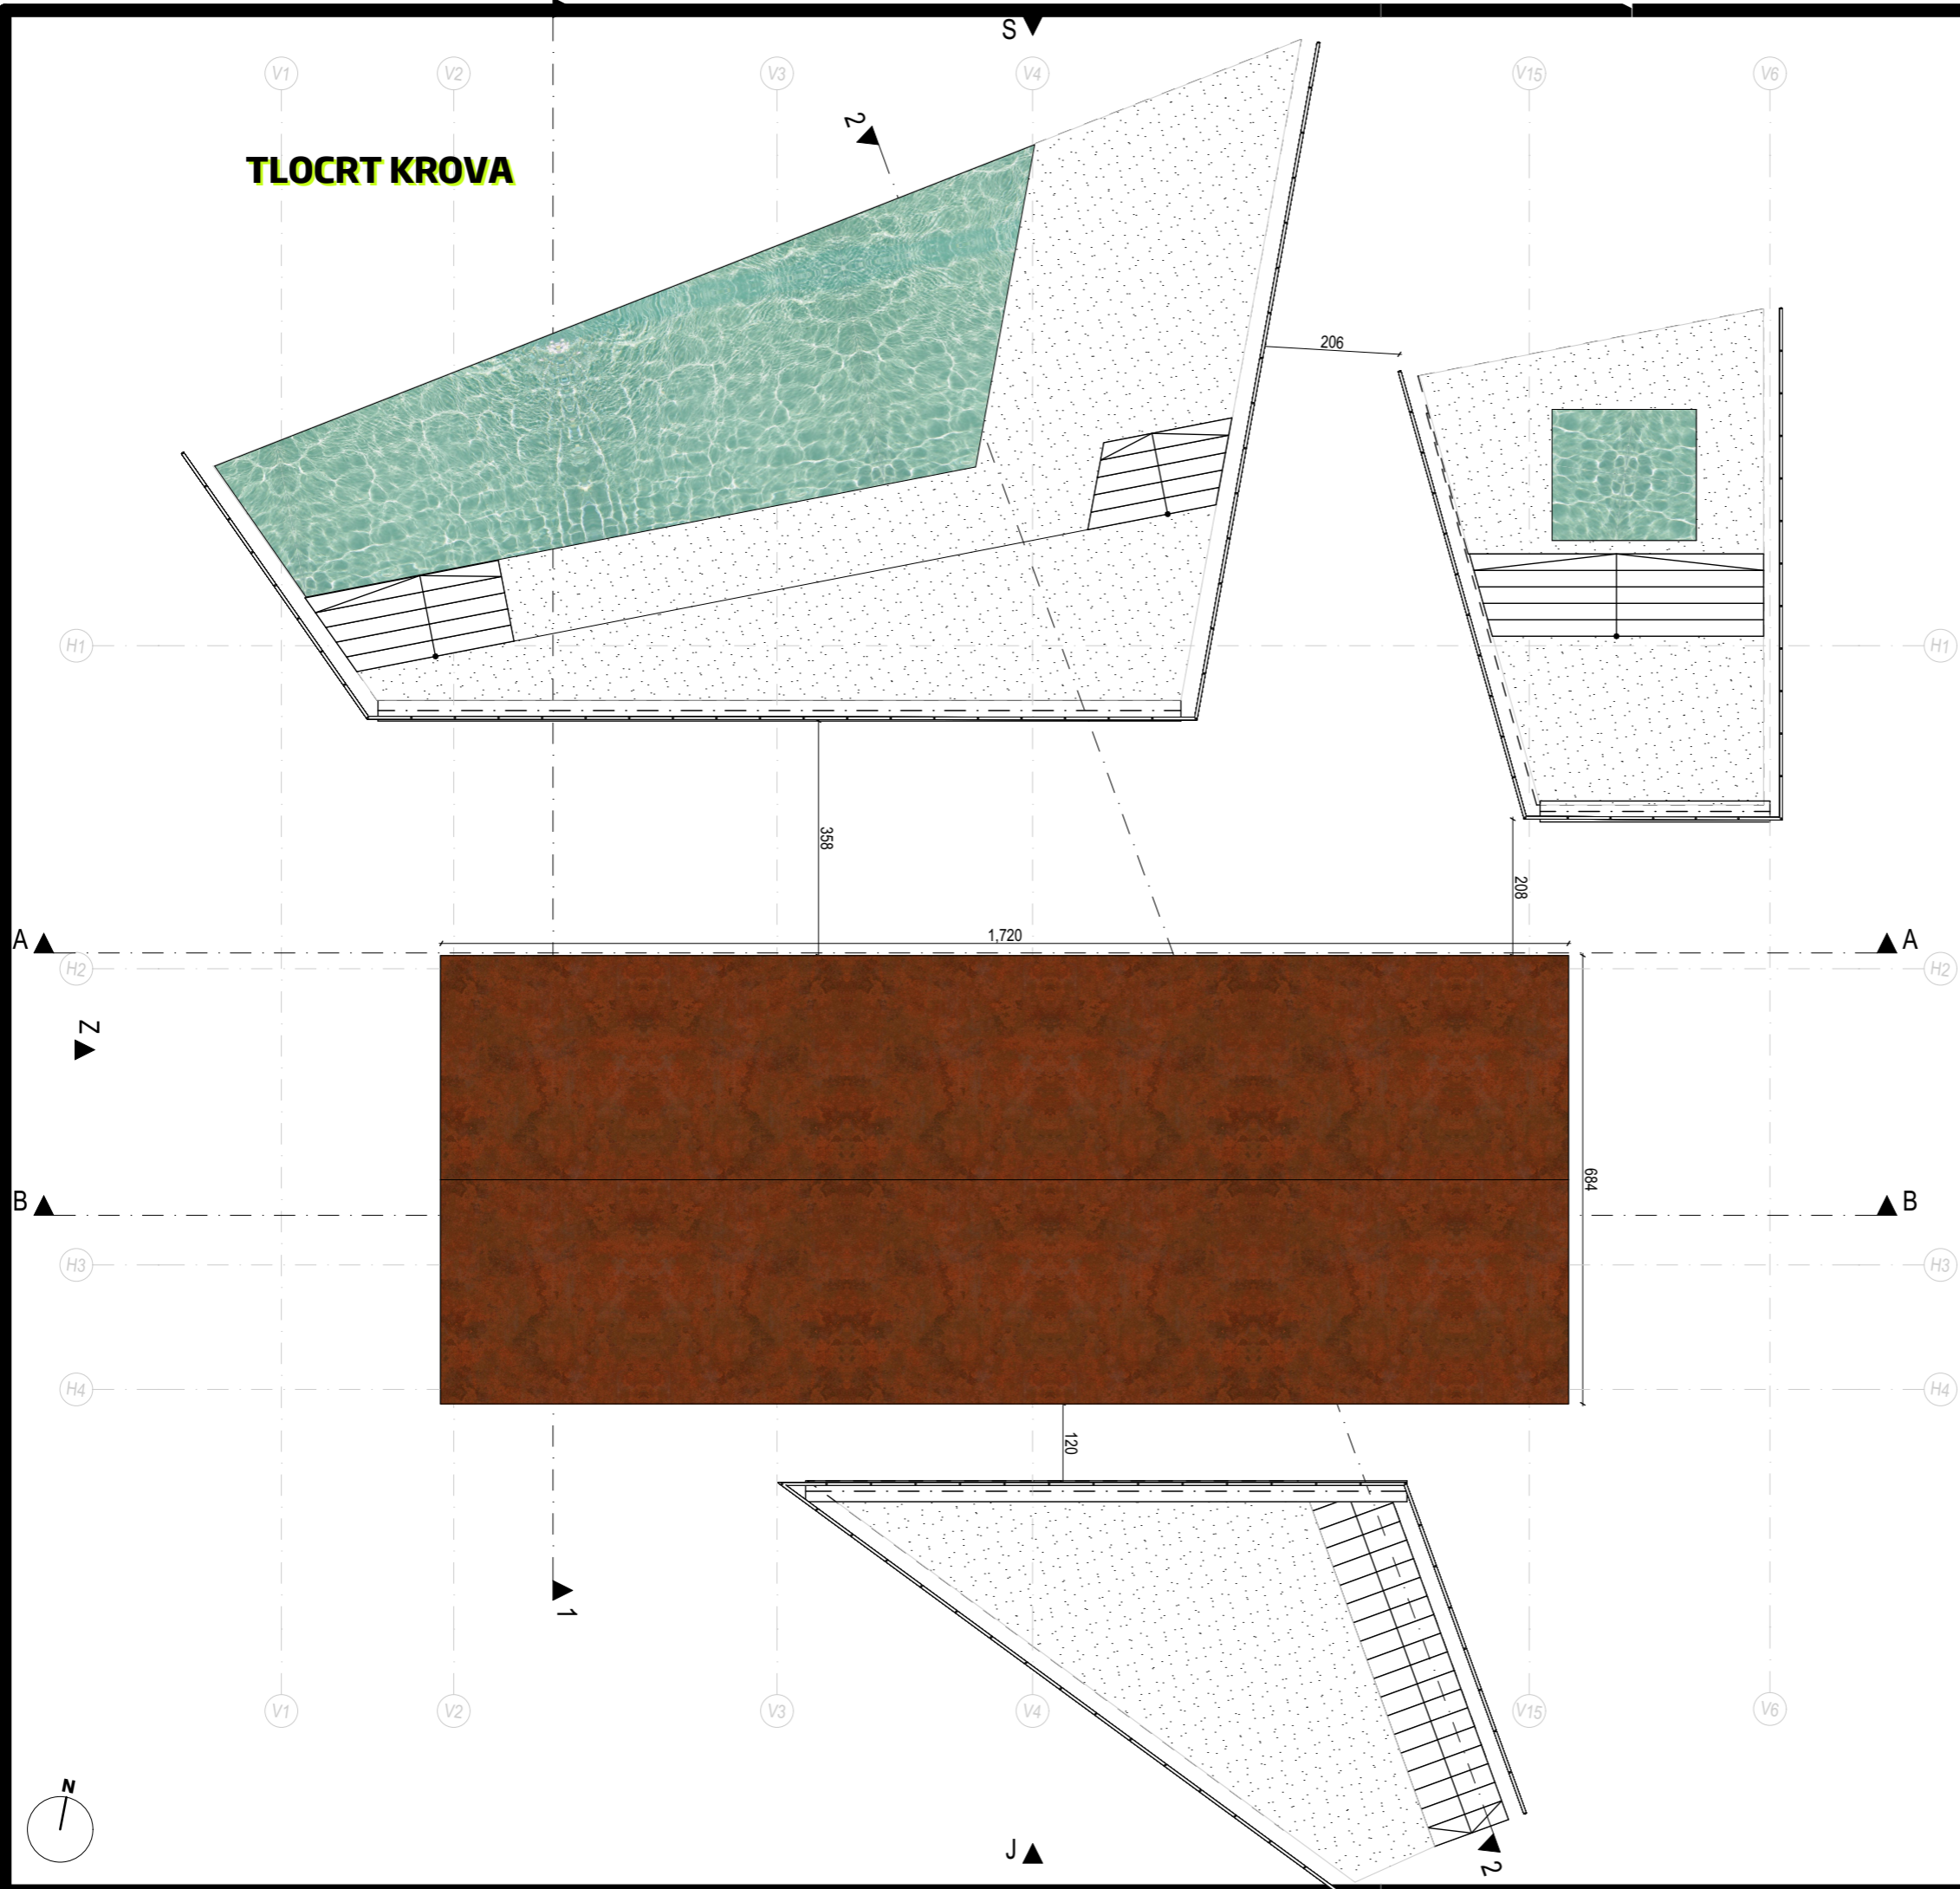 S
V1 V2 V3 V4 V15 V6
2
TLOCRT KROVA
206
H1 H1
358
208
A A
1,720
H2 H2
Z
684
B B
H3 H3
H4 H4
120
1
V1 V2 V3 V4 V15 V6
N
J
2